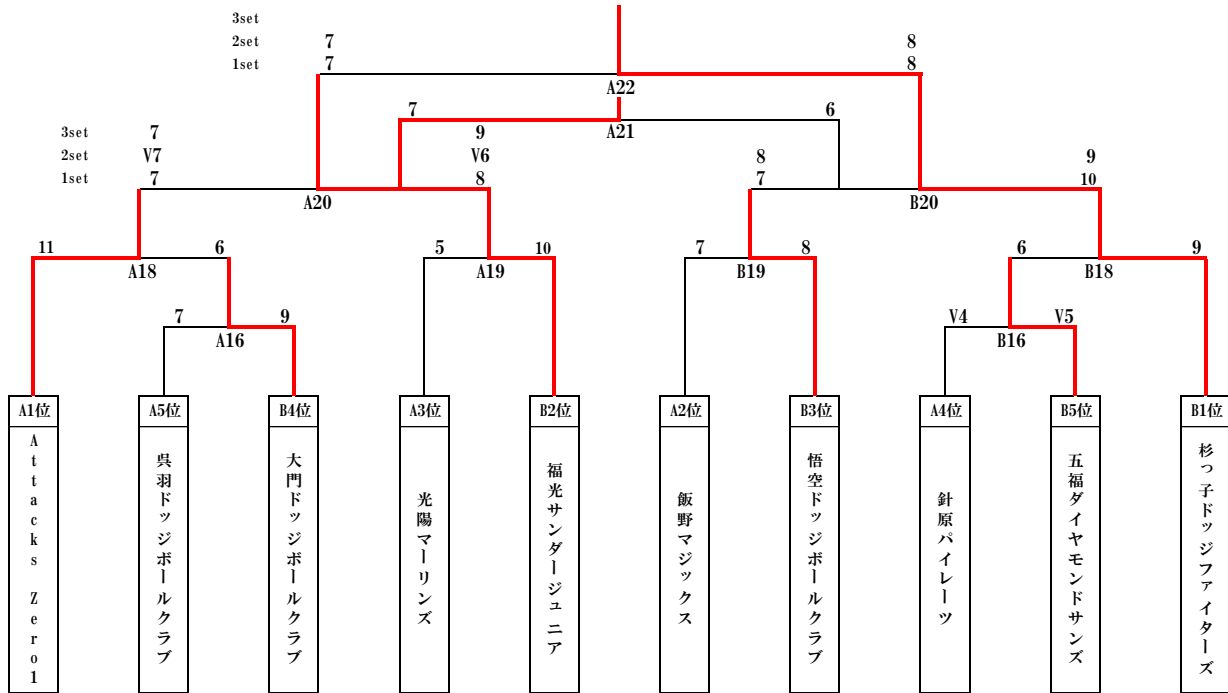 3set
2set 7 8
1set 7 8
A22
7 6
A21
3set 7 9
2set V7 V6 8 9
1set 7 8 7 10
A20 B20
11 6 5 10 7 8 6 9
A18 A19 B19 B18
7 9 V4 V5
A16 B16
A1位 A5位 B4位 A3位 B2位 A2位 B3位 A4位 B5位 B1位
Attacks Zero1
呉羽ドッジボールクラブ
大門ドッジボールクラブ
光陽マーリンズ
福光サンダージュニア
飯野マジックス
悟空ドッジボールクラブ
針原パイレーツ
五福ダイヤモンドサンズ
杉っ子ドッジファイターズ